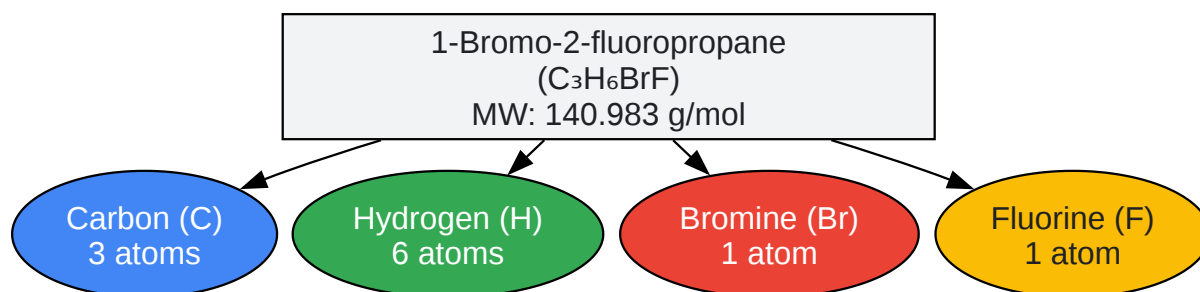 1-Bromo-2-fluoropropane
(C₃H₆BrF)
MW: 140.983 g/mol
Carbon (C)
3 atoms
Hydrogen (H)
6 atoms
Bromine (Br)
1 atom
Fluorine (F)
1 atom